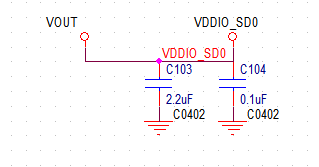 VOUT
VDDIO_SD0
VDDIO_SD0
C103
C104
2.2uF
0.1uF
C0402
C0402